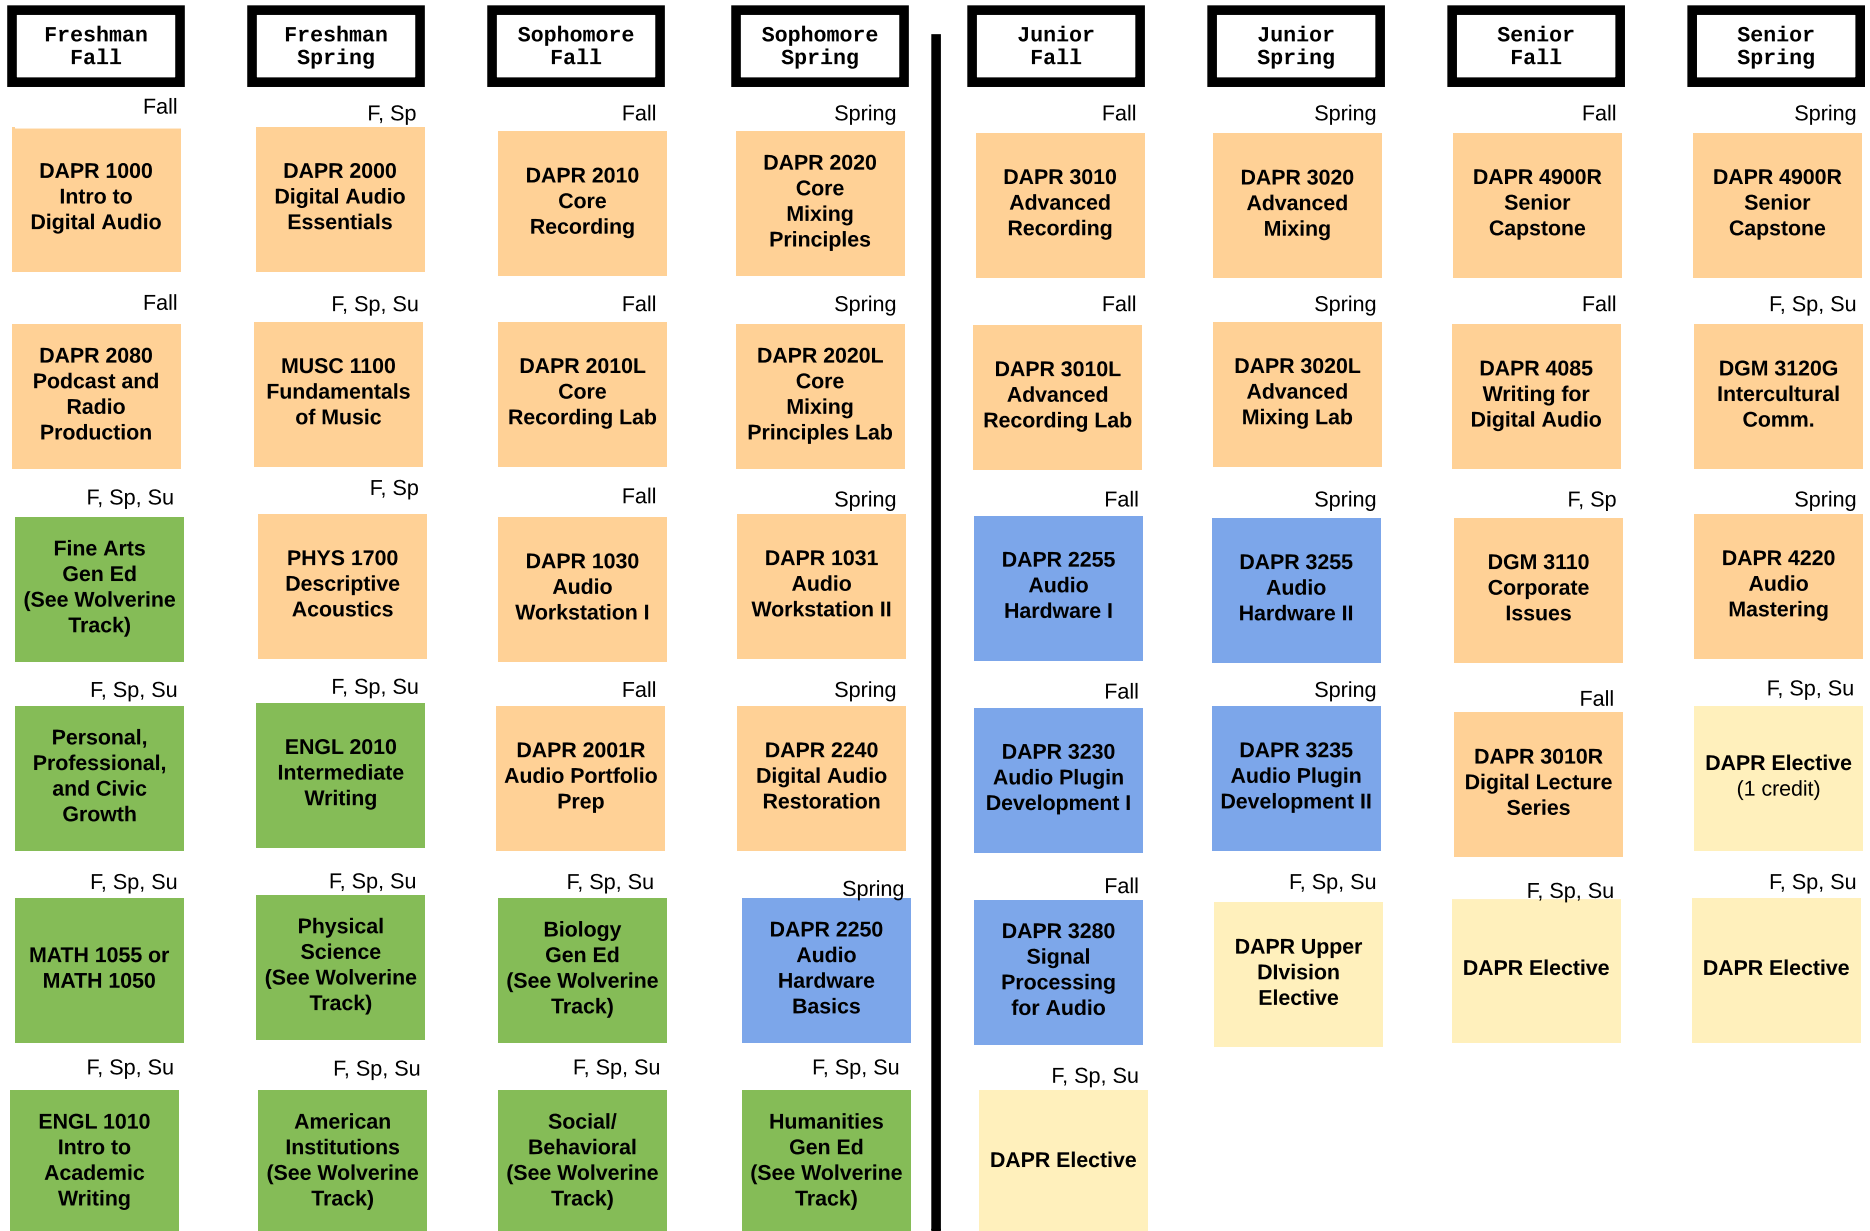 Freshman
Fall
Fall
DAPR 1000
Intro to
Digital Audio
Fall
DAPR 2080
Podcast and
Radio
Production
F, Sp, Su
Fine Arts
Gen Ed
(See Wolverine
Track)
F, Sp, Su
Personal,
Professional,
and Civic
Growth
F, Sp, Su
MATH 1055 or
MATH 1050
F, Sp, Su
ENGL 1010
Intro to
Academic
Writing
Freshman
Spring
F, Sp
DAPR 2000
Digital Audio
Essentials
F, Sp, Su
MUSC 1100
Fundamentals
of Music
F, Sp
PHYS 1700
Descriptive
Acoustics
F, Sp, Su
ENGL 2010
Intermediate
Writing
F, Sp, Su
Physical
Science
(See Wolverine
Track)
F, Sp, Su
American
Institutions
(See Wolverine
Track)
Sophomore
Fall
Fall
DAPR 2010
Core
Recording
Fall
DAPR 2010L
Core
Recording Lab
Fall
DAPR 1030
Audio
Workstation I
Fall
DAPR 2001R
Audio Portfolio
Prep
F, Sp, Su
Biology
Gen Ed
(See Wolverine
Track)
F, Sp, Su
Social/
Behavioral
(See Wolverine
Track)
Sophomore
Spring
Spring
DAPR 2020
Core
Mixing
Principles
Spring
DAPR 2020L
Core
Mixing
Principles Lab
Spring
DAPR 1031
Audio
Workstation II
Spring
DAPR 2240
Digital Audio
Restoration
Spring
DAPR 2250
Audio
Hardware
Basics
F, Sp, Su
Humanities
Gen Ed
(See Wolverine
Track)
Junior
Fall
Fall
DAPR 3010
Advanced
Recording
Fall
DAPR 3010L
Advanced
Recording Lab
Fall
DAPR 2255
Audio
Hardware I
Fall
DAPR 3230
Audio Plugin
Development I
Fall
DAPR 3280
Signal
Processing
for Audio
F, Sp, Su
DAPR Elective
Junior
Spring
Spring
DAPR 3020
Advanced
Mixing
Spring
DAPR 3020L
Advanced
Mixing Lab
Spring
DAPR 3255
Audio
Hardware II
Spring
DAPR 3235
Audio Plugin
Development II
F, Sp, Su
DAPR Upper
DIvision
Elective
Senior
Fall
Fall
DAPR 4900R
Senior
Capstone
Fall
DAPR 4085
Writing for
Digital Audio
F, Sp
DGM 3110
Corporate
Issues
Fall
DAPR 3010R
Digital Lecture
Series
F, Sp, Su
DAPR Elective
Senior
Spring
Spring
DAPR 4900R
Senior
Capstone
F, Sp, Su
DGM 3120G
Intercultural
Comm.
Spring
DAPR 4220
Audio
Mastering
F, Sp, Su
DAPR Elective
(1 credit)
F, Sp, Su
DAPR Elective